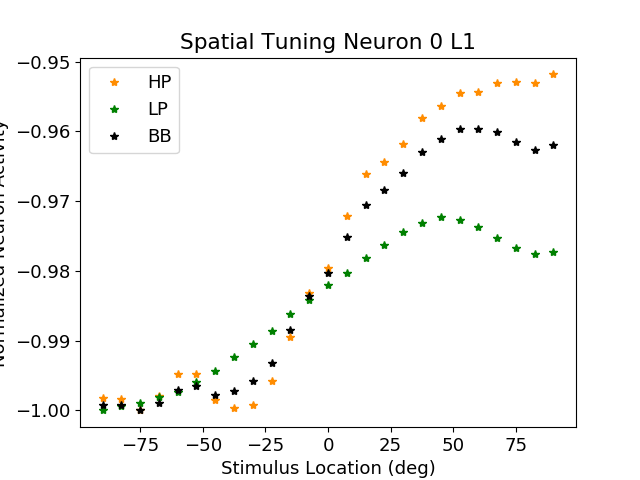 Spatial Tuning Neuron 0 L1
Normalized Neuron Activity
−0.95
−0.96
−0.97
−0.98
−0.99
−1.00
HP
LP
BB
−75
−50
−25
0
25
50
75
Stimulus Location (deg)